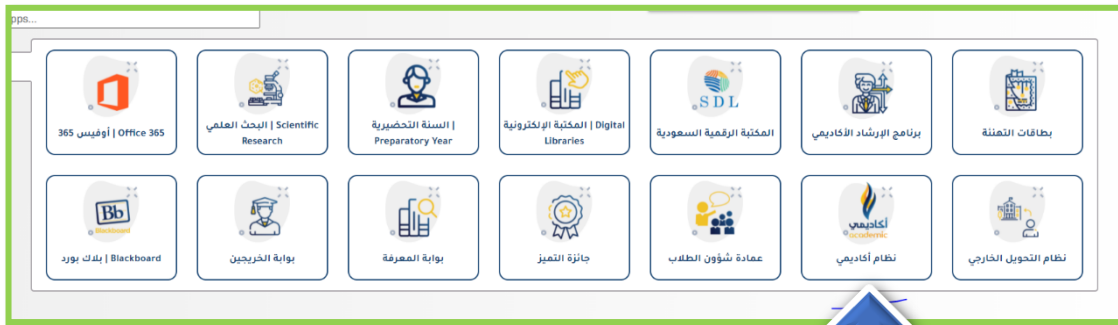 pps...
بطاقات التهنئة
برنامج الإرشاد الأكاديمي
SDL
المكتبة الرقمية السعودية
Digital | المكتبة الإلكترونية
Libraries
| السنة التحضيرية
Preparatory Year
Scientific | البحث العلمي
Research
Office 365 | أوفيس 365
نظام التحويل الخارجي
أكاديمي
academic
نظام أكاديمي
عمادة شؤون الطلاب
جائزة التميز
بوابة المعرفة
بوابة الخريجين
Bb
Blackboard
Blackboard | بلاك بورد